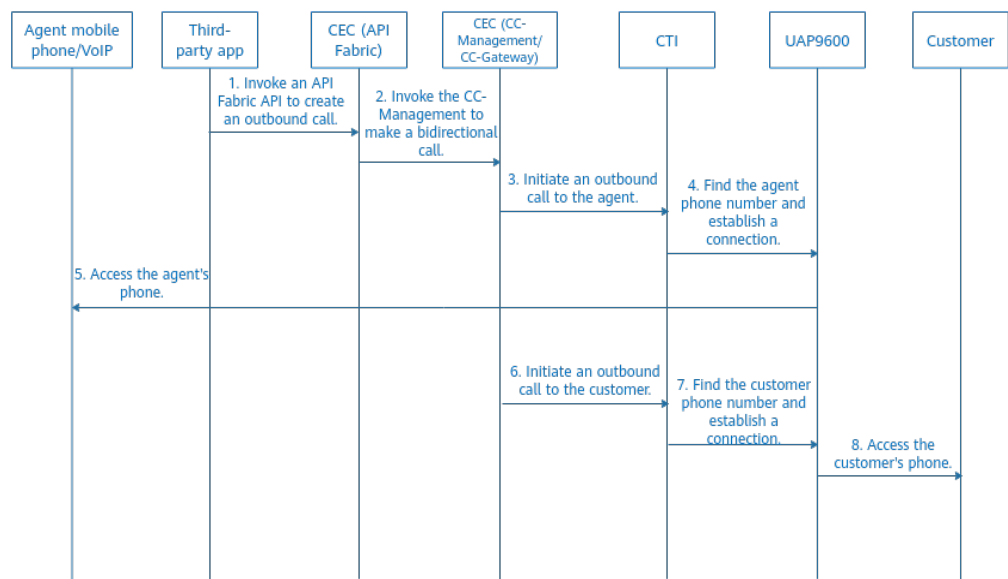 Agent mobile
phone/VoIP
Third-
party app
CEC (API
Fabric)
CEC (CC-
Management/
CC-Gateway)
CTI
UAP9600
Customer
1. Invoke an API
Fabric API to create
an outbound call.
2. Invoke the CC-
Management to
make a bidirectional
call.
3. Initiate an outbound
call to the agent.
4. Find the agent
phone number and
establish a
connection.
5. Access the agent's
phone.
6. Initiate an outbound
call to the customer.
7. Find the customer
phone number and
establish a
connection.
8. Access the
customer's phone.